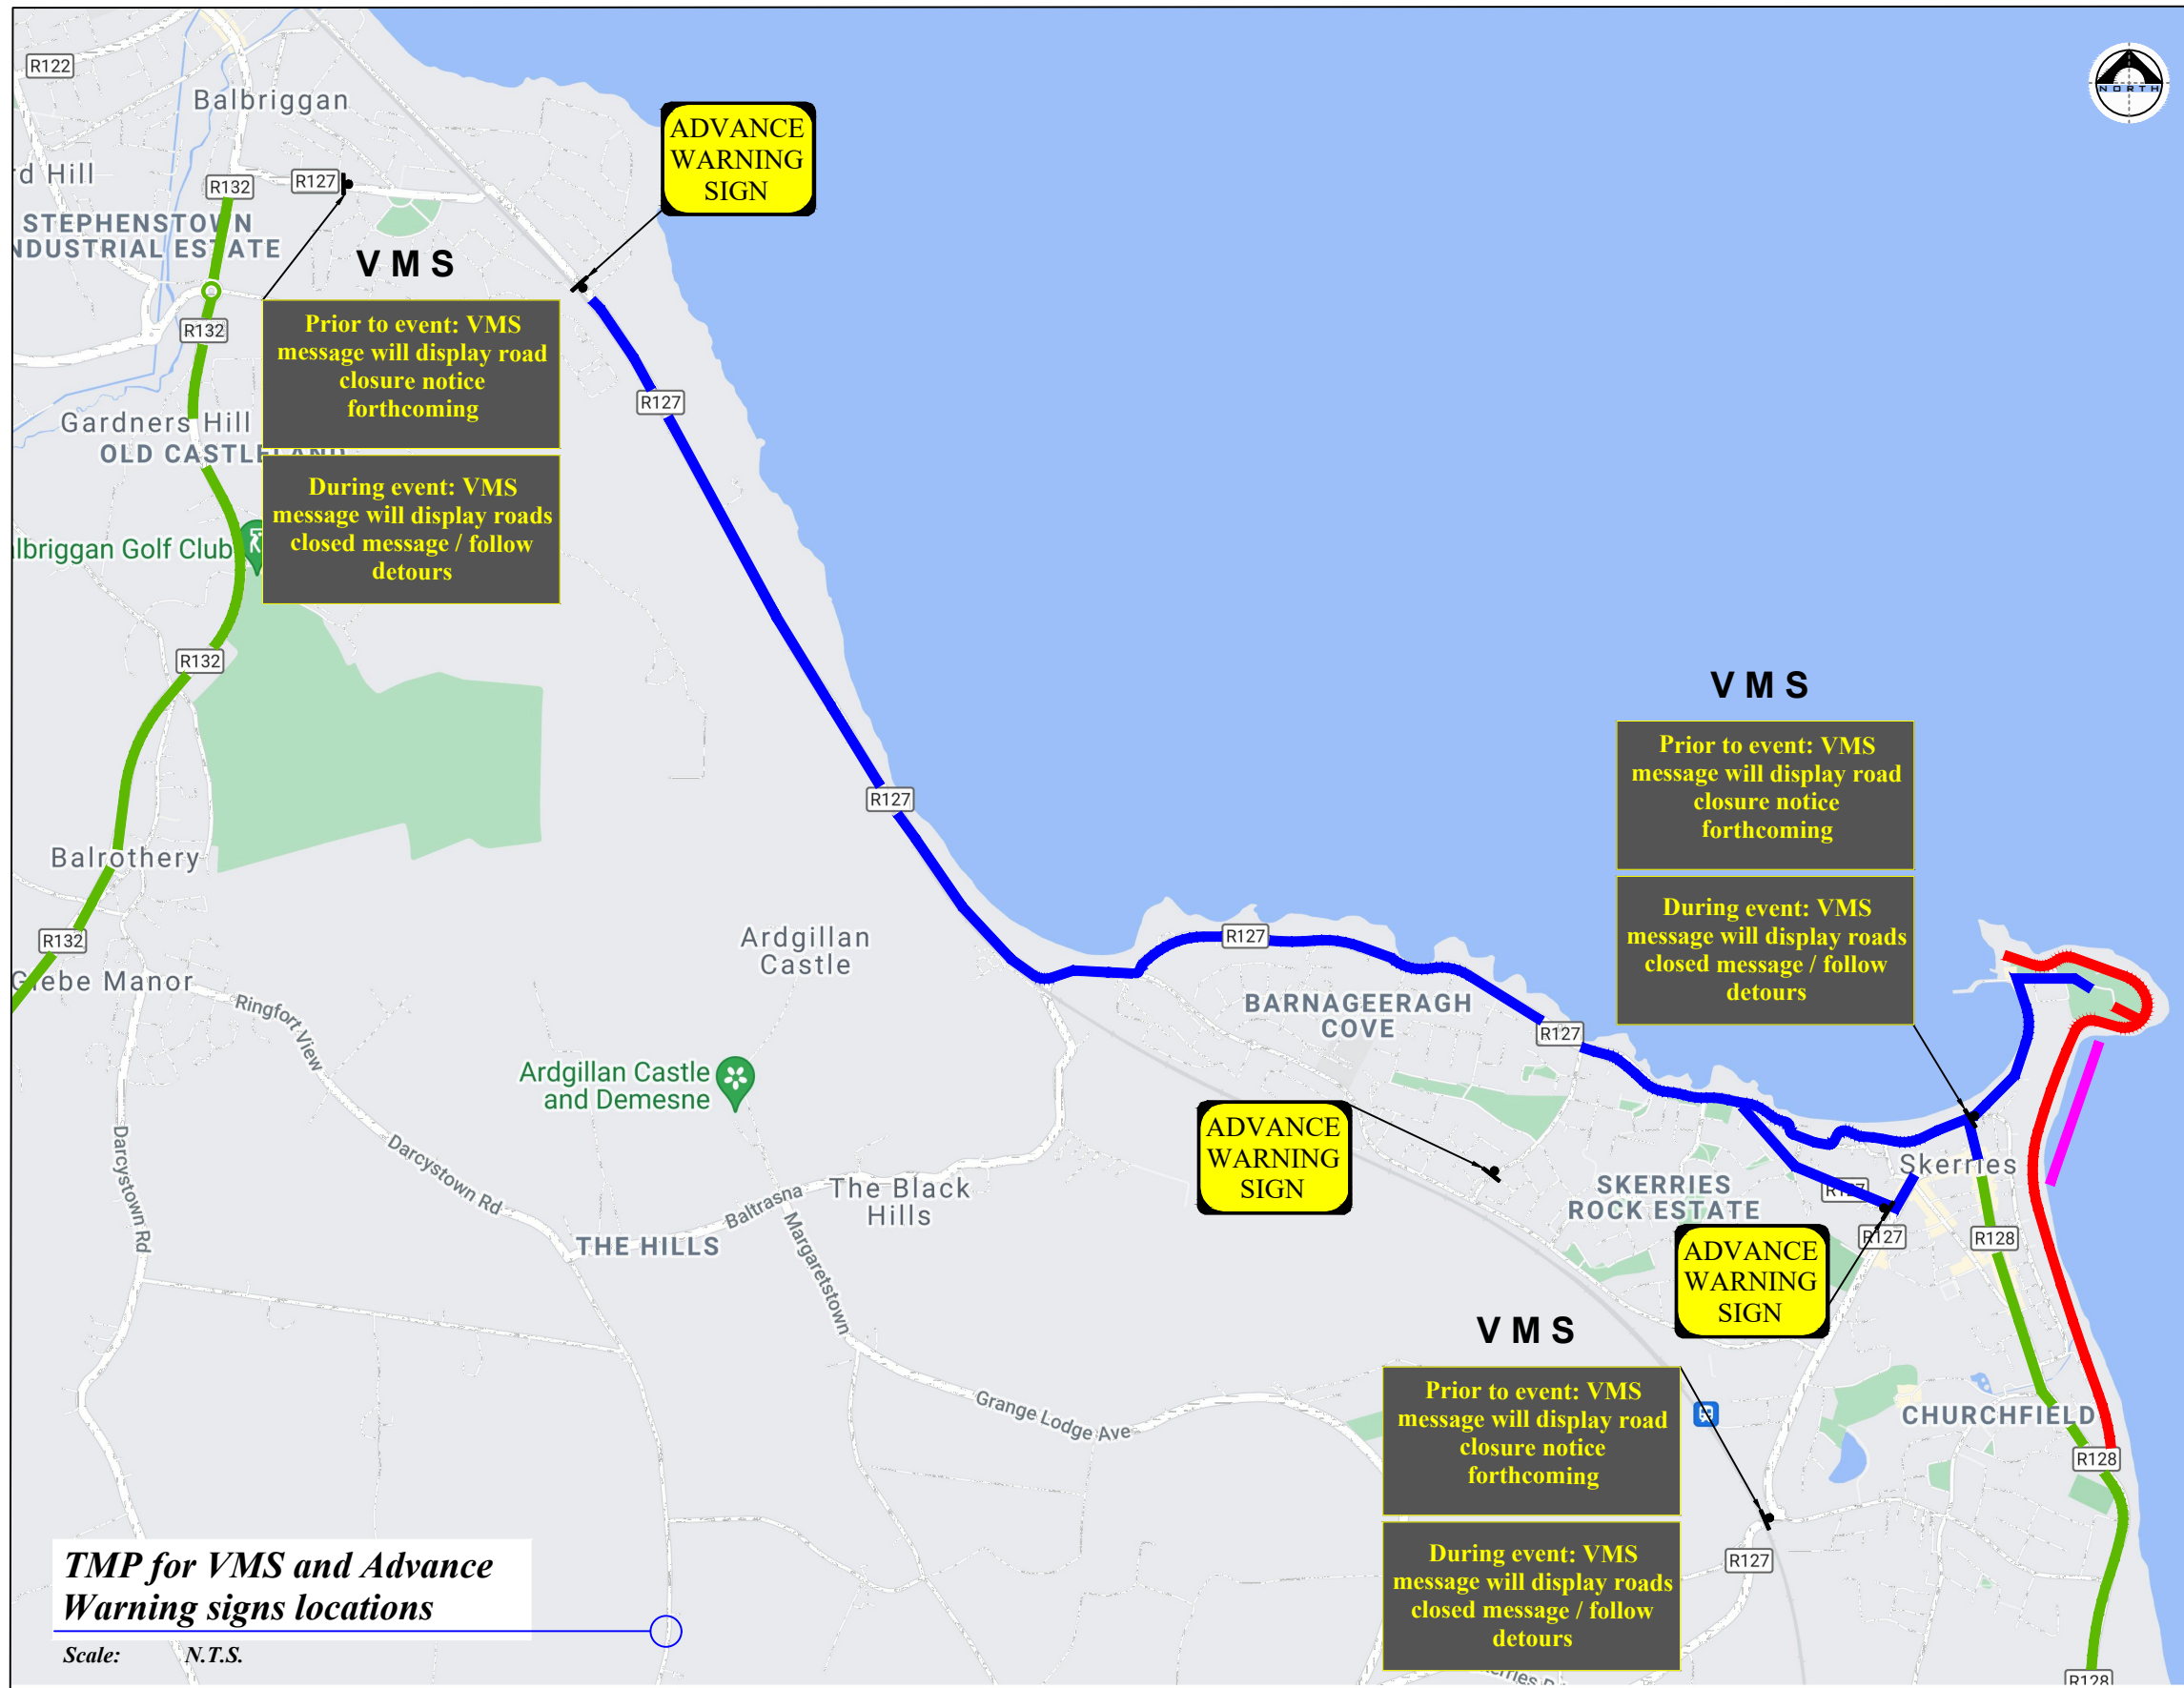 R122
Balbriggan
NORTH
ADVANCE
WARNING
SIGN
rd Hill
R132
R127
STEPHENSTOWN
NDUSTRIAL ESTATE
V M S
Prior to event: VMS
message will display road
closure notice
forthcoming
During event: VMS
message will display roads
closed message / follow
detours
R132
R127
Gardners Hill
OLD CASTLELAND
lbriggan Golf Club
R132
R127
V M S
Prior to event: VMS
message will display road
closure notice
forthcoming
During event: VMS
message will display roads
closed message / follow
detours
Balrothery
R132
Glebe Manor
Ardgillan
Castle
R127
BARNAGEERAGH
COVE
R127
Ringfort View
Ardgillan Castle
and Demesne
Darcystown Rd
Darcystown Rd
ADVANCE
WARNING
SIGN
Skerries
SKERRIES
ROCK ESTATE
R127
R127
R128
Baltrasna
The Black
Hills
THE HILLS
Margaretstown
ADVANCE
WARNING
SIGN
V M S
Prior to event: VMS
message will display road
closure notice
forthcoming
During event: VMS
message will display roads
closed message / follow
detours
Grange Lodge Ave
CHURCHFIELD
R128
R127
R128
TMP for VMS and Advance
Warning signs locations
Scale: N.T.S.